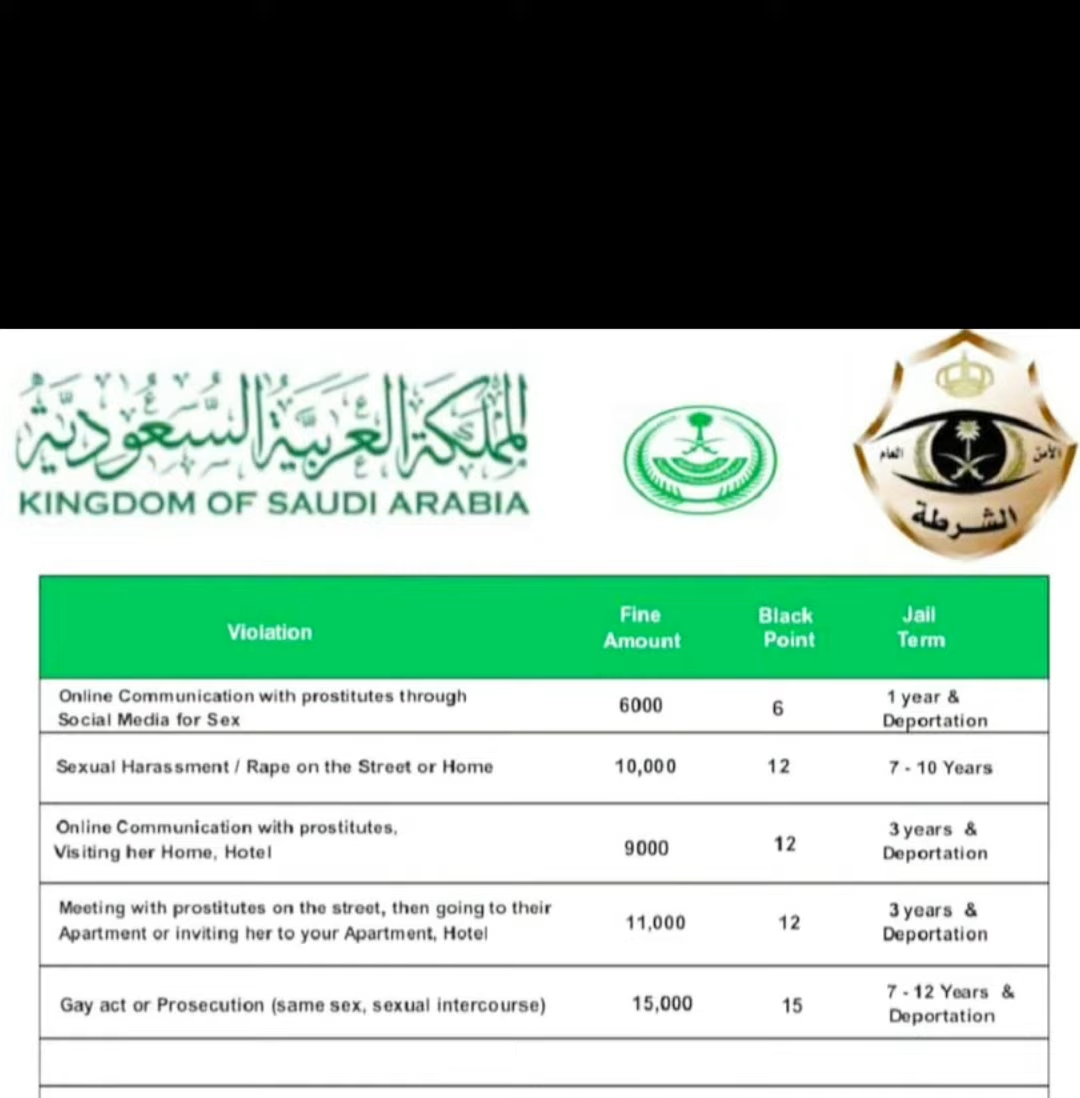 المملكة العربية السعودية
KINGDOM OF SAUDI ARABIA
الأمن العام
الشرطة
Violation Fine Amount Black Point Jail Term
Online Communication with prostitutes through
Social Media for Sex
6000
6
1 year &
Deportation
Sexual Harassment / Rape on the Street or Home
10,000
12
7 - 10 Years
Online Communication with prostitutes,
Visiting her Home, Hotel
9000
12
3 years &
Deportation
Meeting with prostitutes on the street, then going to their
Apartment or inviting her to your Apartment, Hotel
11,000
12
3 years &
Deportation
Gay act or Prosecution (same sex, sexual intercourse)
15,000
15
7 - 12 Years &
Deportation